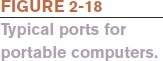 FIGURE 2-18
Typical ports for
portable computers.